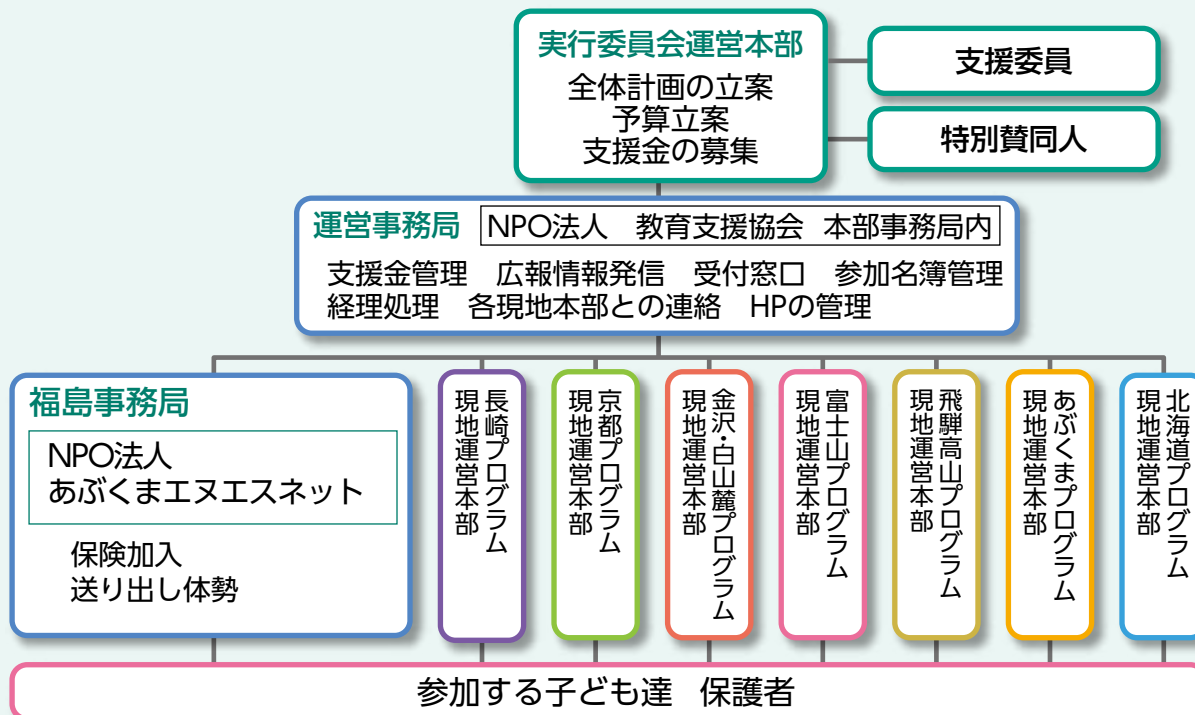 実行委員会運営本部
全体計画の立案
予算立案
支援金の募集
支援委員
特別賛同人
運営事務局 NPO法人 教育支援協会 本部事務局内
支援金管理 広報情報発信 受付窓口 参加名簿管理
経理処理 各現地本部との連絡 HPの管理
福島事務局
NPO法人
あぶくまエヌエスネット
保険加入
送り出し体勢
長崎プログラム
現地運営本部
京都プログラム
現地運営本部
金沢・白山麓プログラム
現地運営本部
富士山プログラム
現地運営本部
飛騨高山プログラム
現地運営本部
あぶくまプログラム
現地運営本部
北海道プログラム
現地運営本部
参加する子ども達 保護者